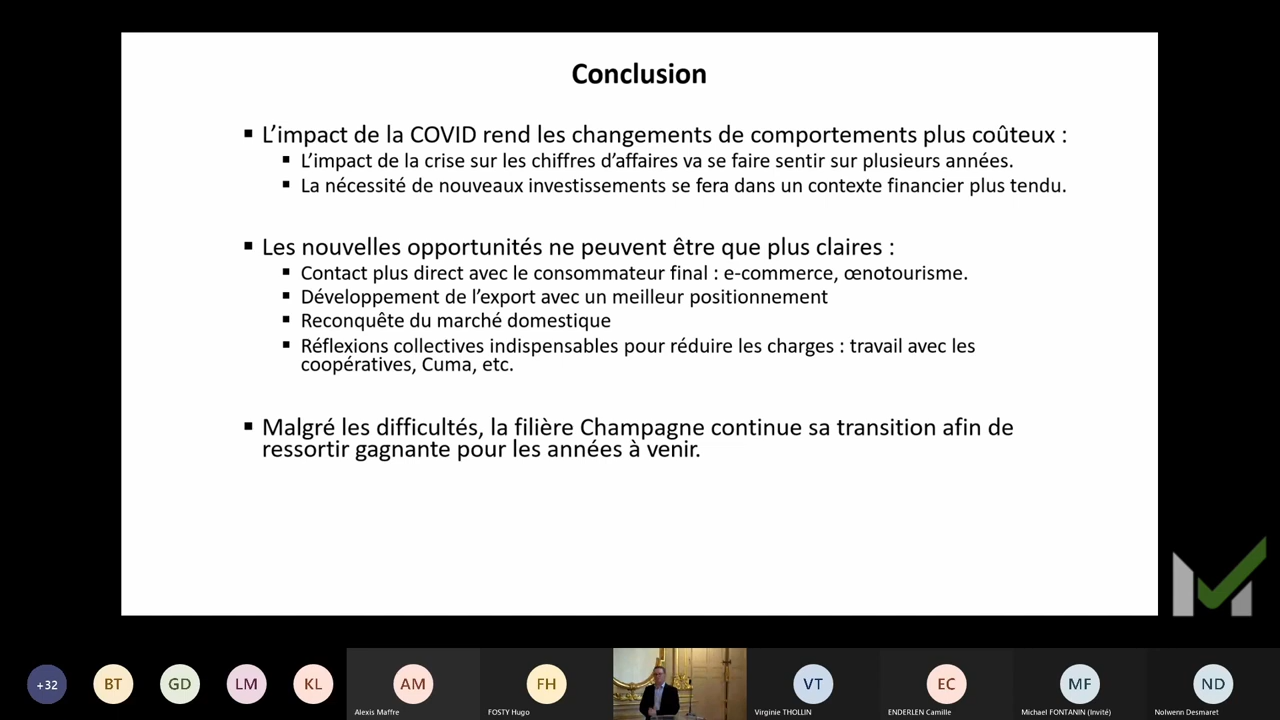 Conclusion
L’impact de la COVID rend les changements de comportements plus coûteux :
L’impact de la crise sur les chiffres d’affaires va se faire sentir sur plusieurs années.
La nécessité de nouveaux investissements se fera dans un contexte financier plus tendu.
Les nouvelles opportunités ne peuvent être que plus claires :
Contact plus direct avec le consommateur final : e-commerce, œnotourisme.
Développement de l’export avec un meilleur positionnement
Reconquête du marché domestique
Réflexions collectives indispensables pour réduire les charges : travail avec les
coopératives, Cuma, etc.
Malgré les difficultés, la filière Champagne continue sa transition afin de
ressortir gagnante pour les années à venir.
+32 BT GD LM KL AM FH VT EC MF ND
Alexis Maffre FOSTY Hugo Virginie THOLLIN ENDERLEN Camille Michael FONTANIN (Invité) Nolwenn Desmaret